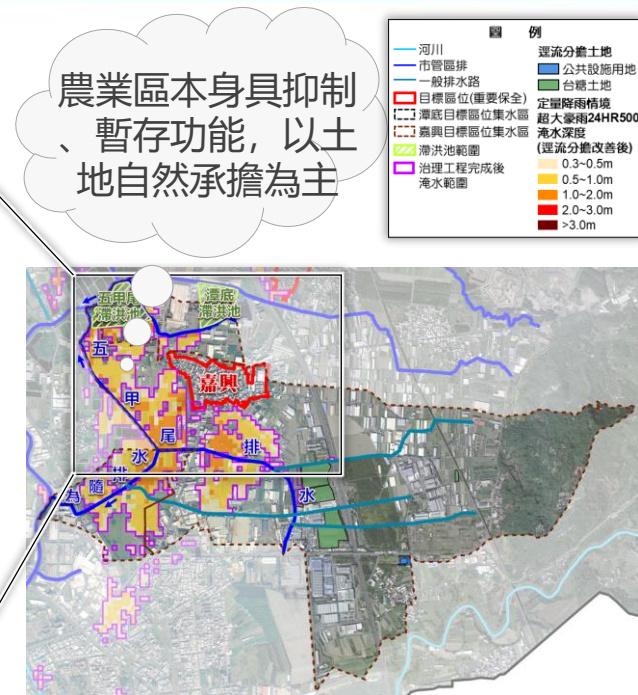 農業區本身具抑制
、暫存功能，以土
地自然承擔為主
圖 例
河川
市管區排
一般排水路
目標區位(重要保全)
潭底目標區位集水區
嘉興目標區位集水區
滯洪池範圍
治理工程完成後
淹水範圍
逕流分擔土地
公共設施用地
台糖土地
定量降雨情境
超大豪雨24HR500
淹水深度
(逕流分擔改善後)
0.3~0.5m
0.5~1.0m
1.0~2.0m
2.0~3.0m
>3.0m
五甲尾
滯洪池
潭底
滯洪池
嘉興
五
甲
尾
排
水
水
排
隨
為